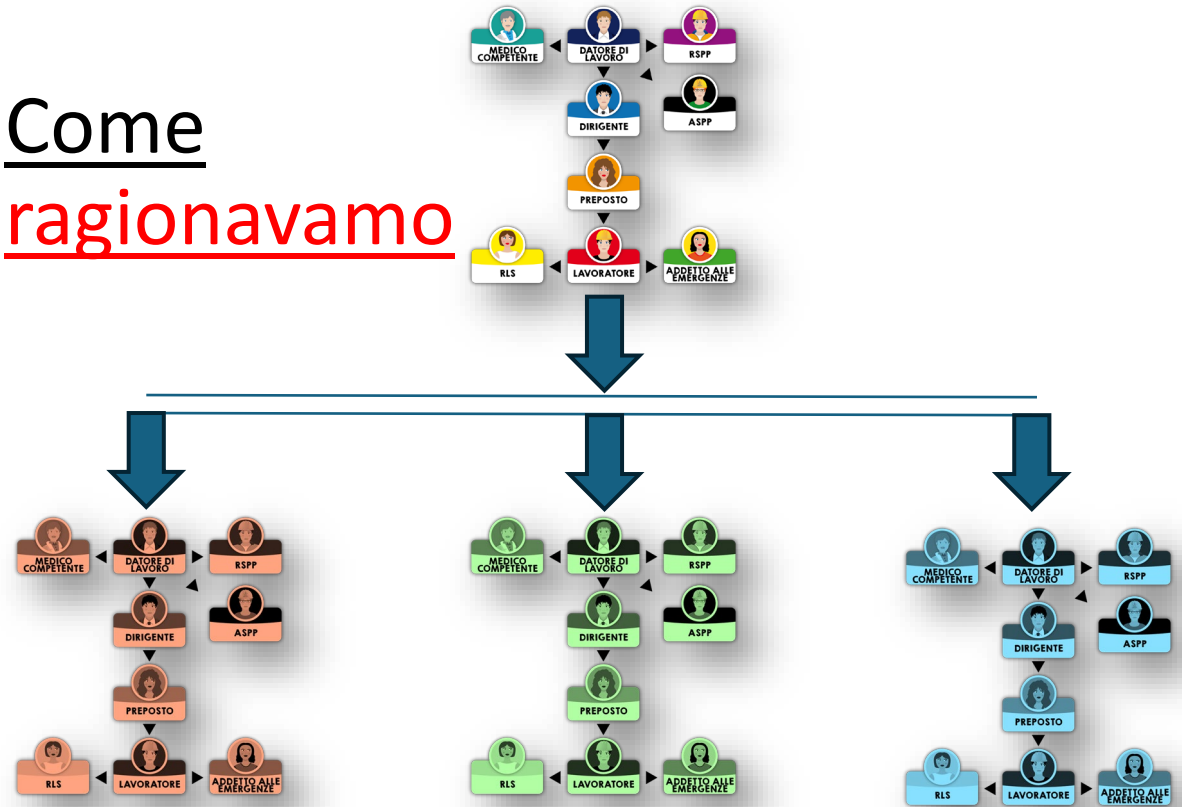 Come
ragionavamo
MEDICO
COMPETENTE
DATORE DI
LAVORO
RSPP
DIRIGENTE
ASPP
PREPOSTO
RLS
LAVORATORE
ADDETTO ALLE
EMERGENZE
MEDICO
COMPETENTE
DATORE DI
LAVORO
RSPP
DIRIGENTE
ASPP
PREPOSTO
RLS
LAVORATORE
ADDETTO ALLE
EMERGENZE
MEDICO
COMPETENTE
DATORE DI
LAVORO
RSPP
DIRIGENTE
ASPP
PREPOSTO
RLS
LAVORATORE
ADDETTO ALLE
EMERGENZE
MEDICO
COMPETENTE
DATORE DI
LAVORO
RSPP
DIRIGENTE
ASPP
PREPOSTO
RLS
LAVORATORE
ADDETTO ALLE
EMERGENZE